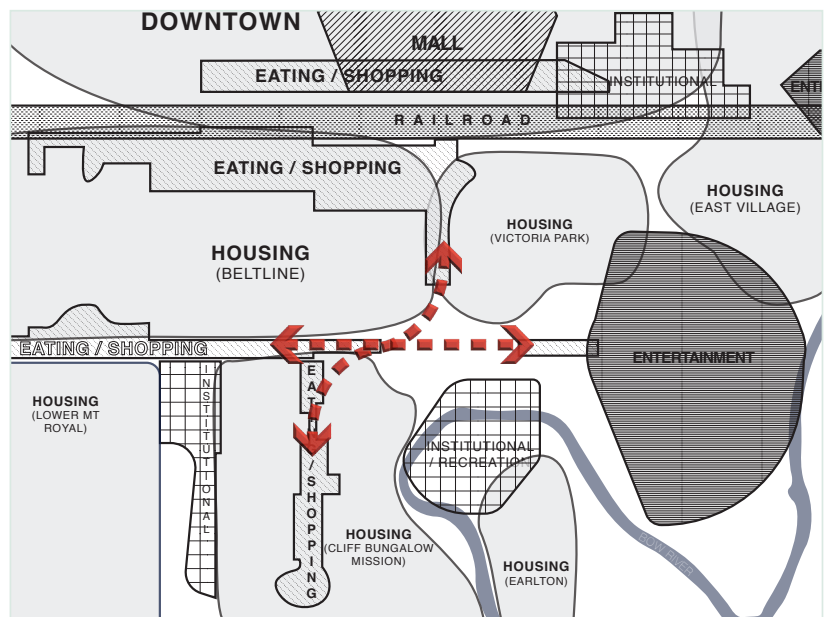 DOWNTOWN
MALL
EATING / SHOPPING
INSTITUTIONAL
RAILROAD
EATING / SHOPPING
HOUSING
(EAST VILLAGE)
HOUSING
(VICTORIA PARK)
HOUSING
(BELTLINE)
EATING / SHOPPING
ENTERTAINMENT
HOUSING
(LOWER MT
ROYAL)
INSTITUTIONAL
/ SHOPPING
INSTITUTIONAL
/ RECREATION
HOUSING
(CLIFF BUNGALOW
MISSION)
HOUSING
(EARLTON)
BOW RIVER